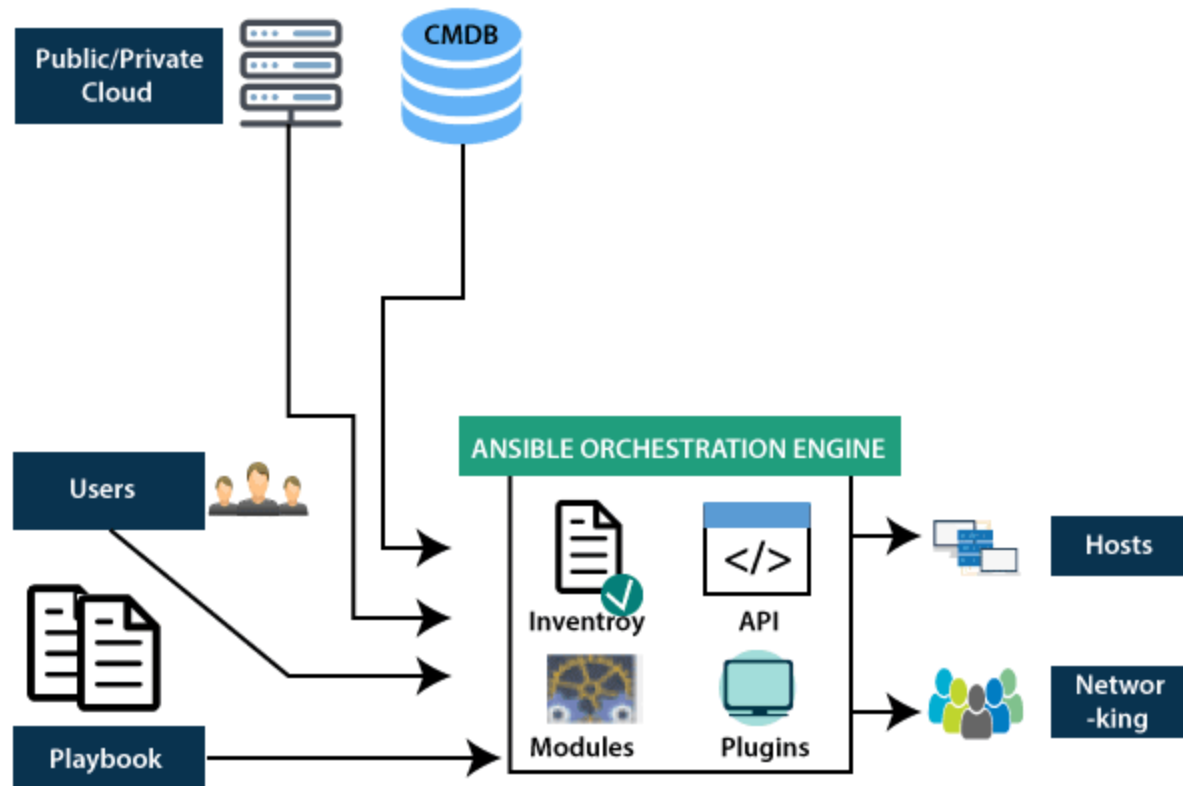 Public/Private
Cloud
CMDB
ANSIBLE ORCHESTRATION ENGINE
Users
Inventroy
API
Hosts
Modules
Plugins
Networ
-king
Playbook